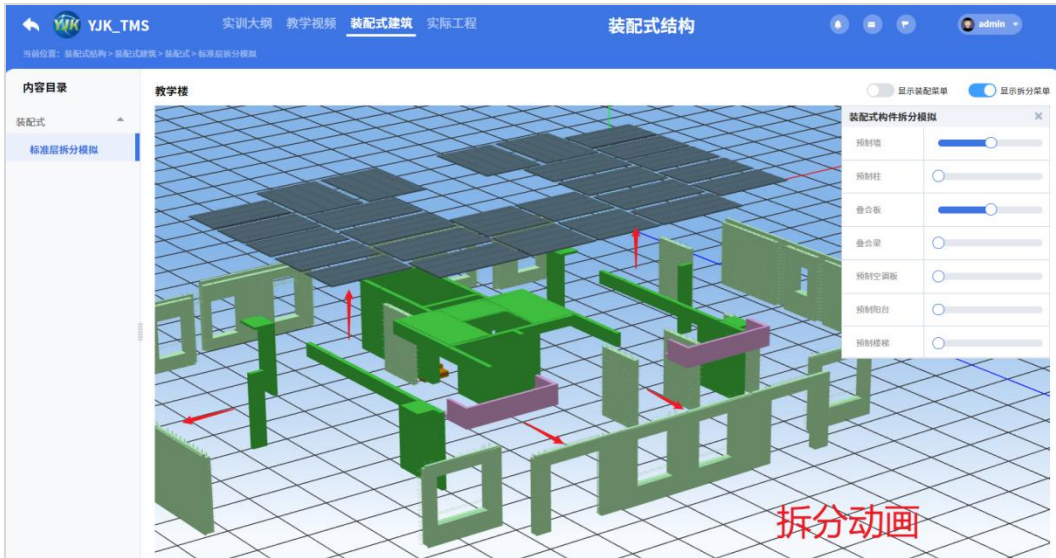 YJK YJK_TMS 实训大纲 教学视频 装配式建筑 实际工程 装配式结构 admin
当前位置：装配式结构 > 装配式建筑 > 装配式 > 标准层拆分模拟
内容目录
装配式
标准层拆分模拟
教学楼 显示装配菜单 显示拆分菜单
装配式构件拆分模拟 ×
预制墙
预制柱
叠合板
叠合梁
预制空调板
预制阳台
预制楼梯
拆分动画